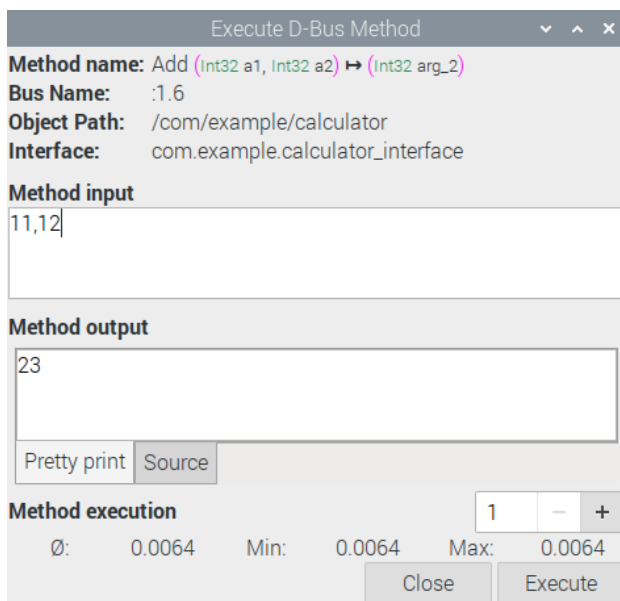 Execute D-Bus Method
Method name: Add (Int32 a1, Int32 a2) ↦ (Int32 arg_2)
Bus Name: :1.6
Object Path: /com/example/calculator
Interface: com.example.calculator_interface
Method input
11,12
Method output
23
Pretty print Source
Method execution 1 − +
Ø: 0.0064 Min: 0.0064 Max: 0.0064
Close Execute